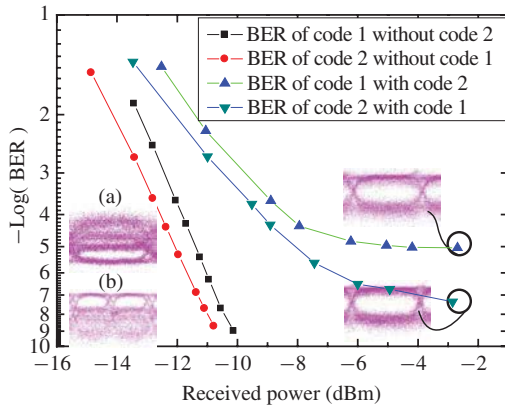 BER of code 1 without code 2
BER of code 2 without code 1
BER of code 1 with code 2
BER of code 2 with code 1
−Log( BER )
1
2
3
4
5
6
7
8
9
10
(a)
(b)
−16 −14 −12 −10 −8 −6 −4 −2
Received power (dBm)